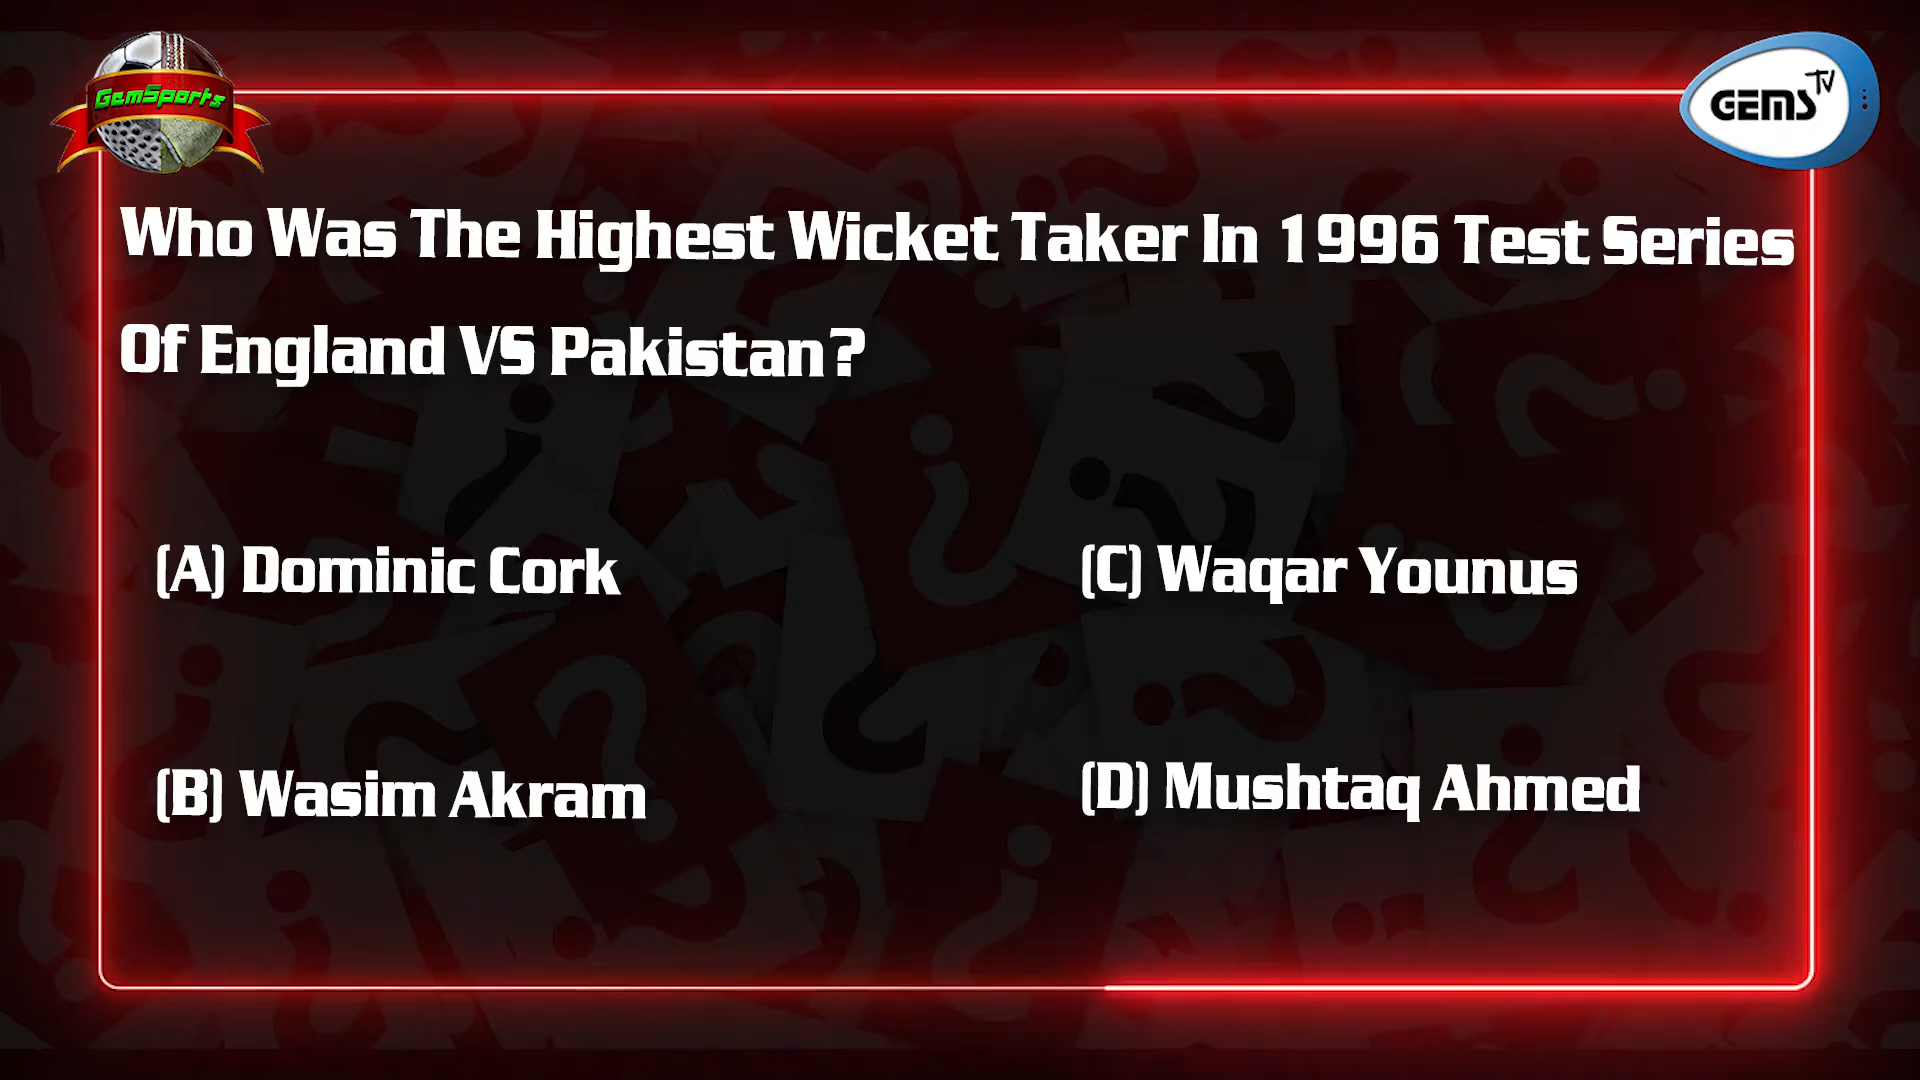 GemSports
GEMS TV
Who Was The Highest Wicket Taker In 1996 Test Series
Of England VS Pakistan?
(A) Dominic Cork
(C) Waqar Younus
(B) Wasim Akram
(D) Mushtaq Ahmed